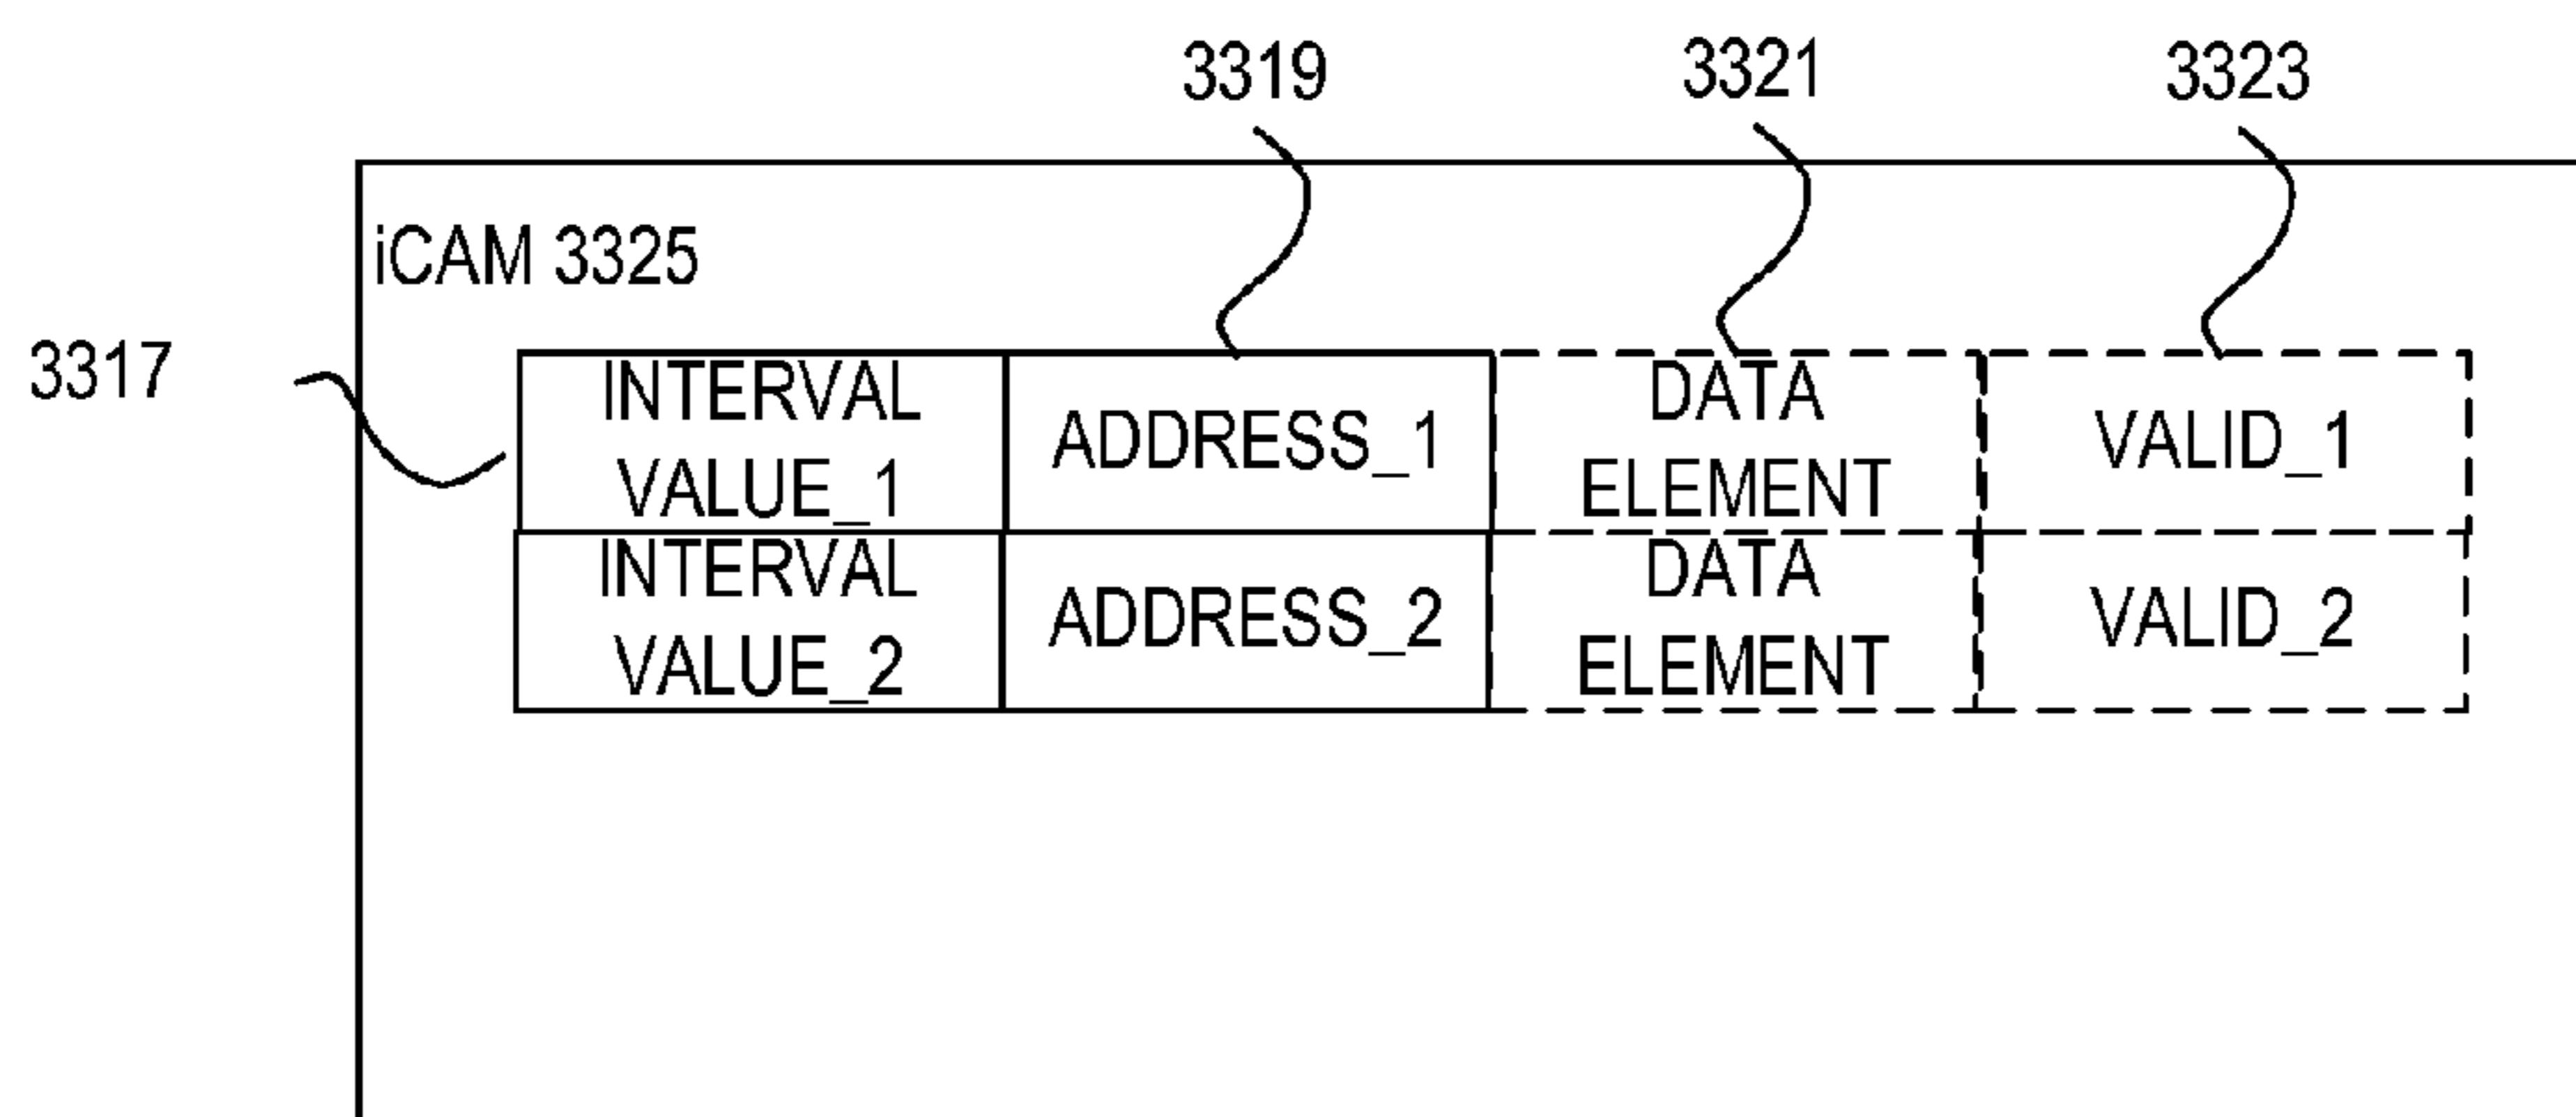 3319 3321 3323
iCAM 3325
3317
INTERVAL VALUE_1 ADDRESS_1 DATA ELEMENT VALID_1
INTERVAL VALUE_2 ADDRESS_2 DATA ELEMENT VALID_2